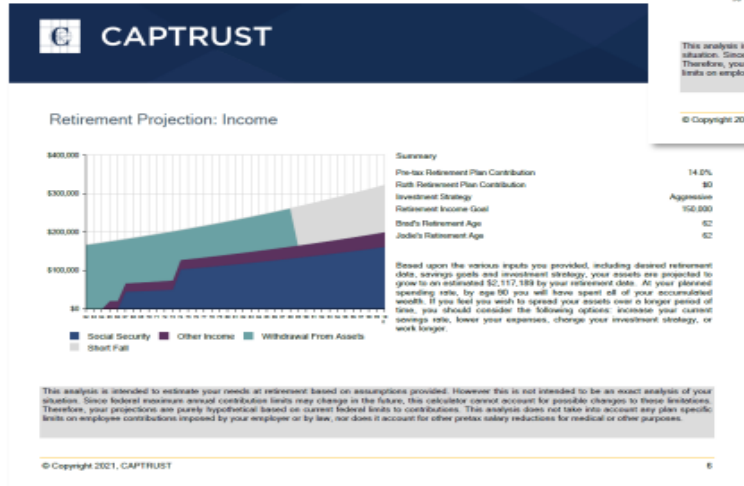 CAPTRUST
This analysis i
situation. Since
Therefore, your
limits on emplo
© Copyright 20
Retirement Projection: Income
$400,000
$300,000
$200,000
$100,000
$0
Social Security Other Income Withdrawal From Assets
Short Fall
Summary
Pre-tax Retirement Plan Contribution 14.0%
Roth Retirement Plan Contribution $0
Investment Strategy Aggressive
Retirement Income Goal 150,000
Brad's Retirement Age 62
Jodie's Retirement Age 62
Based upon the various inputs you provided, including desired retirement
date, savings goals and investment strategy, your assets are projected to
grow to an estimated $2,117,189 by your retirement date. At your planned
spending rate, by age 90 you will have spent all of your accumulated
wealth. If you feel you wish to spread your assets over a longer period of
time, you should consider the following options: increase your current
savings rate, lower your expenses, change your investment strategy, or
work longer.
This analysis is intended to estimate your needs at retirement based on assumptions provided. However this is not intended to be an exact analysis of your
situation. Since federal maximum annual contribution limits may change in the future, this calculator cannot account for possible changes to these limitations.
Therefore, your projections are purely hypothetical based on current federal limits to contributions. This analysis does not take into account any plan specific
limits on employee contributions imposed by your employer or by law, nor does it account for other pretax salary reductions for medical or other purposes.
© Copyright 2021, CAPTRUST 6